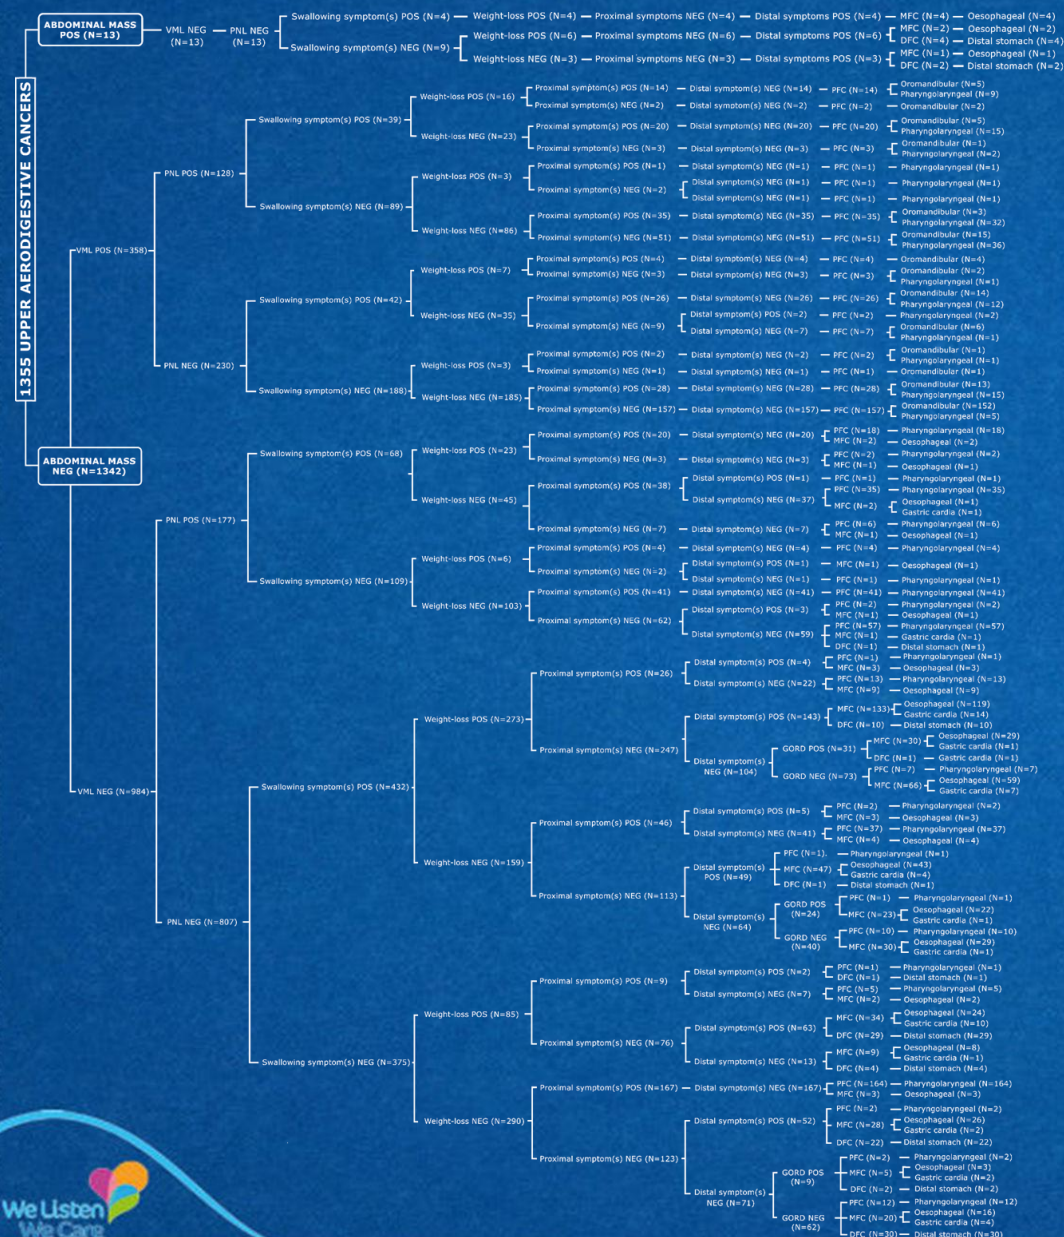 1355 UPPER AERODIGESTIVE CANCERS
ABDOMINAL MASS
POS (N=13)
VML NEG
(N=13)
PNL NEG
(N=13)
Swallowing symptom(s) POS (N=4) Weight-loss POS (N=4) Proximal symptoms NEG (N=4) Distal symptoms POS (N=4) MFC (N=4) Oesophageal (N=4)
Swallowing symptom(s) NEG (N=9)
Weight-loss POS (N=6) Proximal symptoms NEG (N=6) Distal symptoms POS (N=6)
MFC (N=2) Oesophageal (N=2)
DFC (N=4) Distal stomach (N=4)
Weight-loss NEG (N=3) Proximal symptoms NEG (N=3) Distal symptoms POS (N=3)
MFC (N=1) Oesophageal (N=1)
DFC (N=2) Distal stomach (N=2)
ABDOMINAL MASS
NEG (N=1342)
VML POS (N=358)
PNL POS (N=128)
Swallowing symptom(s) POS (N=39)
Weight-loss POS (N=16)
Proximal symptom(s) POS (N=14) Distal symptom(s) NEG (N=14) PFC (N=14)
Oromandibular (N=5)
Pharyngolaryngeal (N=9)
Proximal symptom(s) NEG (N=2) Distal symptom(s) NEG (N=2) PFC (N=2) Oromandibular (N=2)
Weight-loss NEG (N=23)
Proximal symptom(s) POS (N=20) Distal symptom(s) NEG (N=20) PFC (N=20)
Oromandibular (N=5)
Pharyngolaryngeal (N=15)
Proximal symptom(s) NEG (N=3) Distal symptom(s) NEG (N=3) PFC (N=3)
Oromandibular (N=1)
Pharyngolaryngeal (N=2)
Swallowing symptom(s) NEG (N=89)
Weight-loss POS (N=3)
Proximal symptom(s) POS (N=1) Distal symptom(s) NEG (N=1) PFC (N=1) Pharyngolaryngeal (N=1)
Proximal symptom(s) NEG (N=2)
Distal symptom(s) NEG (N=1) PFC (N=1) Pharyngolaryngeal (N=1)
Distal symptom(s) NEG (N=1) PFC (N=1) Pharyngolaryngeal (N=1)
Weight-loss NEG (N=86)
Proximal symptom(s) POS (N=35) Distal symptom(s) NEG (N=35) PFC (N=35)
Oromandibular (N=3)
Pharyngolaryngeal (N=32)
Proximal symptom(s) NEG (N=51) Distal symptom(s) NEG (N=51) PFC (N=51)
Oromandibular (N=15)
Pharyngolaryngeal (N=36)
PNL NEG (N=230)
Swallowing symptom(s) POS (N=42)
Weight-loss POS (N=7)
Proximal symptom(s) POS (N=4) Distal symptom(s) NEG (N=4) PFC (N=4) Oromandibular (N=4)
Proximal symptom(s) NEG (N=3) Distal symptom(s) NEG (N=3) PFC (N=3)
Oromandibular (N=2)
Pharyngolaryngeal (N=1)
Weight-loss NEG (N=35)
Proximal symptom(s) POS (N=26) Distal symptom(s) NEG (N=26) PFC (N=26)
Oromandibular (N=14)
Pharyngolaryngeal (N=12)
Proximal symptom(s) NEG (N=9)
Distal symptom(s) POS (N=2) PFC (N=2) Pharyngolaryngeal (N=2)
Distal symptom(s) NEG (N=7) PFC (N=7)
Oromandibular (N=6)
Pharyngolaryngeal (N=1)
Swallowing symptom(s) NEG (N=188)
Weight-loss POS (N=3)
Proximal symptom(s) POS (N=2) Distal symptom(s) NEG (N=2) PFC (N=2)
Oromandibular (N=1)
Pharyngolaryngeal (N=1)
Proximal symptom(s) NEG (N=1) Distal symptom(s) NEG (N=1) PFC (N=1) Oromandibular (N=1)
Weight-loss NEG (N=185)
Proximal symptom(s) POS (N=28) Distal symptom(s) NEG (N=28) PFC (N=28)
Oromandibular (N=13)
Pharyngolaryngeal (N=15)
Proximal symptom(s) NEG (N=157) Distal symptom(s) NEG (N=157) PFC (N=157)
Oromandibular (N=152)
Pharyngolaryngeal (N=5)
VML NEG (N=984)
PNL POS (N=177)
Swallowing symptom(s) POS (N=68)
Weight-loss POS (N=23)
Proximal symptom(s) POS (N=20) Distal symptom(s) NEG (N=20)
PFC (N=18) Pharyngolaryngeal (N=18)
MFC (N=2) Oesophageal (N=2)
Proximal symptom(s) NEG (N=3) Distal symptom(s) NEG (N=3)
PFC (N=2) Pharyngolaryngeal (N=2)
MFC (N=1) Oesophageal (N=1)
Weight-loss NEG (N=45)
Proximal symptom(s) POS (N=38)
Distal symptom(s) POS (N=1) PFC (N=1) Pharyngolaryngeal (N=1)
Distal symptom(s) NEG (N=37)
PFC (N=35) Pharyngolaryngeal (N=35)
MFC (N=2)
Oesophageal (N=1)
Gastric cardia (N=1)
Proximal symptom(s) NEG (N=7) Distal symptom(s) NEG (N=7)
PFC (N=6) Pharyngolaryngeal (N=6)
MFC (N=1) Oesophageal (N=1)
Swallowing symptom(s) NEG (N=109)
Weight-loss POS (N=6)
Proximal symptom(s) POS (N=4) Distal symptom(s) NEG (N=4) PFC (N=4) Pharyngolaryngeal (N=4)
Proximal symptom(s) NEG (N=2)
Distal symptom(s) POS (N=1) MFC (N=1) Oesophageal (N=1)
Distal symptom(s) NEG (N=1) PFC (N=1) Pharyngolaryngeal (N=1)
Weight-loss NEG (N=103)
Proximal symptom(s) POS (N=41) Distal symptom(s) NEG (N=41) PFC (N=41) Pharyngolaryngeal (N=41)
Proximal symptom(s) NEG (N=62)
Distal symptom(s) POS (N=3)
PFC (N=2) Pharyngolaryngeal (N=2)
MFC (N=1) Oesophageal (N=1)
Distal symptom(s) NEG (N=59)
PFC (N=57) Pharyngolaryngeal (N=57)
MFC (N=1) Gastric cardia (N=1)
DFC (N=1) Distal stomach (N=1)
PNL NEG (N=807)
Swallowing symptom(s) POS (N=432)
Weight-loss POS (N=273)
Proximal symptom(s) POS (N=26)
Distal symptom(s) POS (N=4)
PFC (N=1) Pharyngolaryngeal (N=1)
MFC (N=3) Oesophageal (N=3)
Distal symptom(s) NEG (N=22)
PFC (N=13) Pharyngolaryngeal (N=13)
MFC (N=9) Oesophageal (N=9)
Proximal symptom(s) NEG (N=247)
Distal symptom(s) POS (N=143)
MFC (N=133)
Oesophageal (N=119)
Gastric cardia (N=14)
DFC (N=10) Distal stomach (N=10)
Distal symptom(s)
NEG (N=104)
GORD POS (N=31)
MFC (N=30)
Oesophageal (N=29)
Gastric cardia (N=1)
DFC (N=1) Gastric cardia (N=1)
GORD NEG (N=73)
PFC (N=7) Pharyngolaryngeal (N=7)
MFC (N=66)
Oesophageal (N=59)
Gastric cardia (N=7)
Weight-loss NEG (N=159)
Proximal symptom(s) POS (N=46)
Distal symptom(s) POS (N=5)
PFC (N=2) Pharyngolaryngeal (N=2)
MFC (N=3) Oesophageal (N=3)
Distal symptom(s) NEG (N=41)
PFC (N=37) Pharyngolaryngeal (N=37)
MFC (N=4) Oesophageal (N=4)
Proximal symptom(s) NEG (N=113)
Distal symptom(s)
POS (N=49)
PFC (N=1). Pharyngolaryngeal (N=1)
MFC (N=47)
Oesophageal (N=43)
Gastric cardia (N=4)
DFC (N=1) Distal stomach (N=1)
Distal symptom(s)
NEG (N=64)
GORD POS
(N=24)
PFC (N=1) Pharyngolaryngeal (N=1)
MFC (N=23)
Oesophageal (N=22)
Gastric cardia (N=1)
GORD NEG
(N=40)
PFC (N=10) Pharyngolaryngeal (N=10)
MFC (N=30)
Oesophageal (N=29)
Gastric cardia (N=1)
Swallowing symptom(s) NEG (N=375)
Weight-loss POS (N=85)
Proximal symptom(s) POS (N=9)
Distal symptom(s) POS (N=2)
PFC (N=1) Pharyngolaryngeal (N=1)
DFC (N=1) Distal stomach (N=1)
Distal symptom(s) NEG (N=7)
PFC (N=5) Pharyngolaryngeal (N=5)
MFC (N=2) Oesophageal (N=2)
Proximal symptom(s) NEG (N=76)
Distal symptom(s) POS (N=63)
MFC (N=34)
Oesophageal (N=24)
Gastric cardia (N=10)
DFC (N=29) Distal stomach (N=29)
Distal symptom(s) NEG (N=13)
MFC (N=9)
Oesophageal (N=8)
Gastric cardia (N=1)
DFC (N=4) Distal stomach (N=4)
Weight-loss NEG (N=290)
Proximal symptom(s) POS (N=167) Distal symptom(s) NEG (N=167)
PFC (N=164) Pharyngolaryngeal (N=164)
MFC (N=3) Oesophageal (N=3)
Proximal symptom(s) NEG (N=123)
Distal symptom(s) POS (N=52)
PFC (N=2) Pharyngolaryngeal (N=2)
MFC (N=28)
Oesophageal (N=26)
Gastric cardia (N=2)
DFC (N=22) Distal stomach (N=22)
Distal symptom(s)
NEG (N=71)
GORD POS
(N=9)
PFC (N=2) Pharyngolaryngeal (N=2)
MFC (N=5)
Oesophageal (N=3)
Gastric cardia (N=2)
DFC (N=2) Distal stomach (N=2)
GORD NEG
(N=62)
PFC (N=12) Pharyngolaryngeal (N=12)
MFC (N=20)
Oesophageal (N=16)
Gastric cardia (N=4)
DFC (N=30) Distal stomach (N=30)
We Listen
We Care